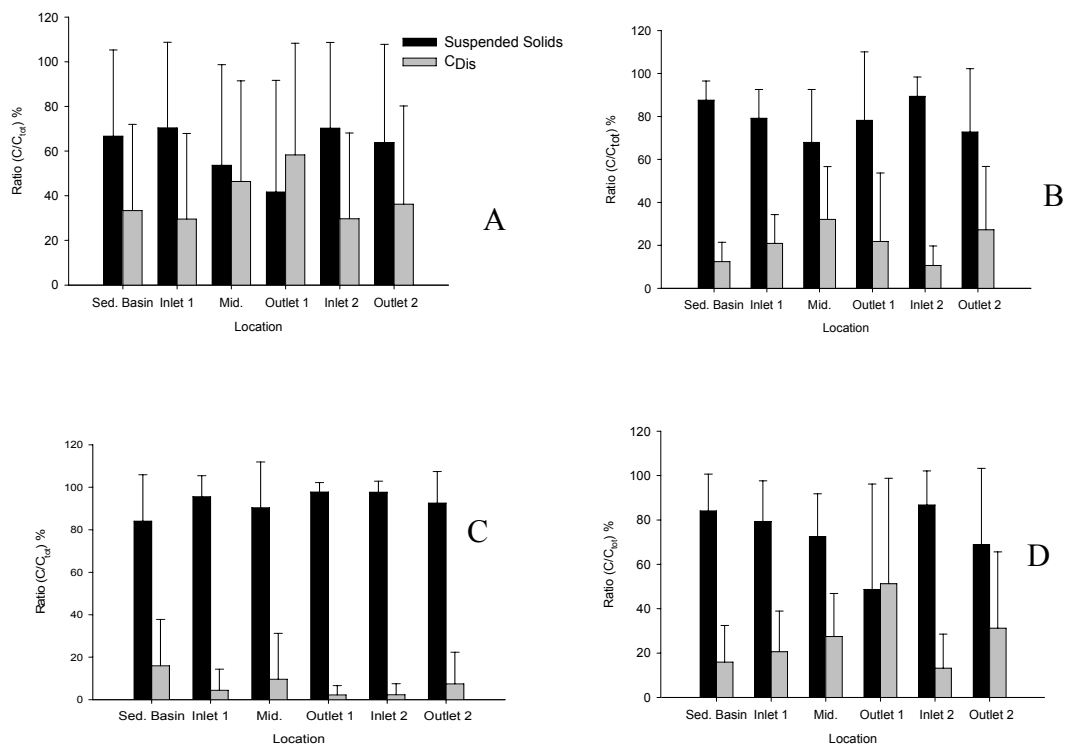 120
100
80
60
40
20
0
Ratio (C/Ctot) %
Suspended Solids
CDis
A
Sed. Basin Inlet 1 Mid. Outlet 1 Inlet 2 Outlet 2
Location
120
100
80
60
40
20
0
Ratio (C/Ctot) %
B
Sed. Basin Inlet 1 Mid. Outlet 1 Inlet 2 Outlet 2
Location
120
100
80
60
40
20
0
Ratio (C/Ctot) %
C
Sed. Basin Inlet 1 Mid. Outlet 1 Inlet 2 Outlet 2
Location
120
100
80
60
40
20
0
Ratio (C/Ctot) %
D
Sed. Basin Inlet 1 Mid. Outlet 1 Inlet 2 Outlet 2
Location